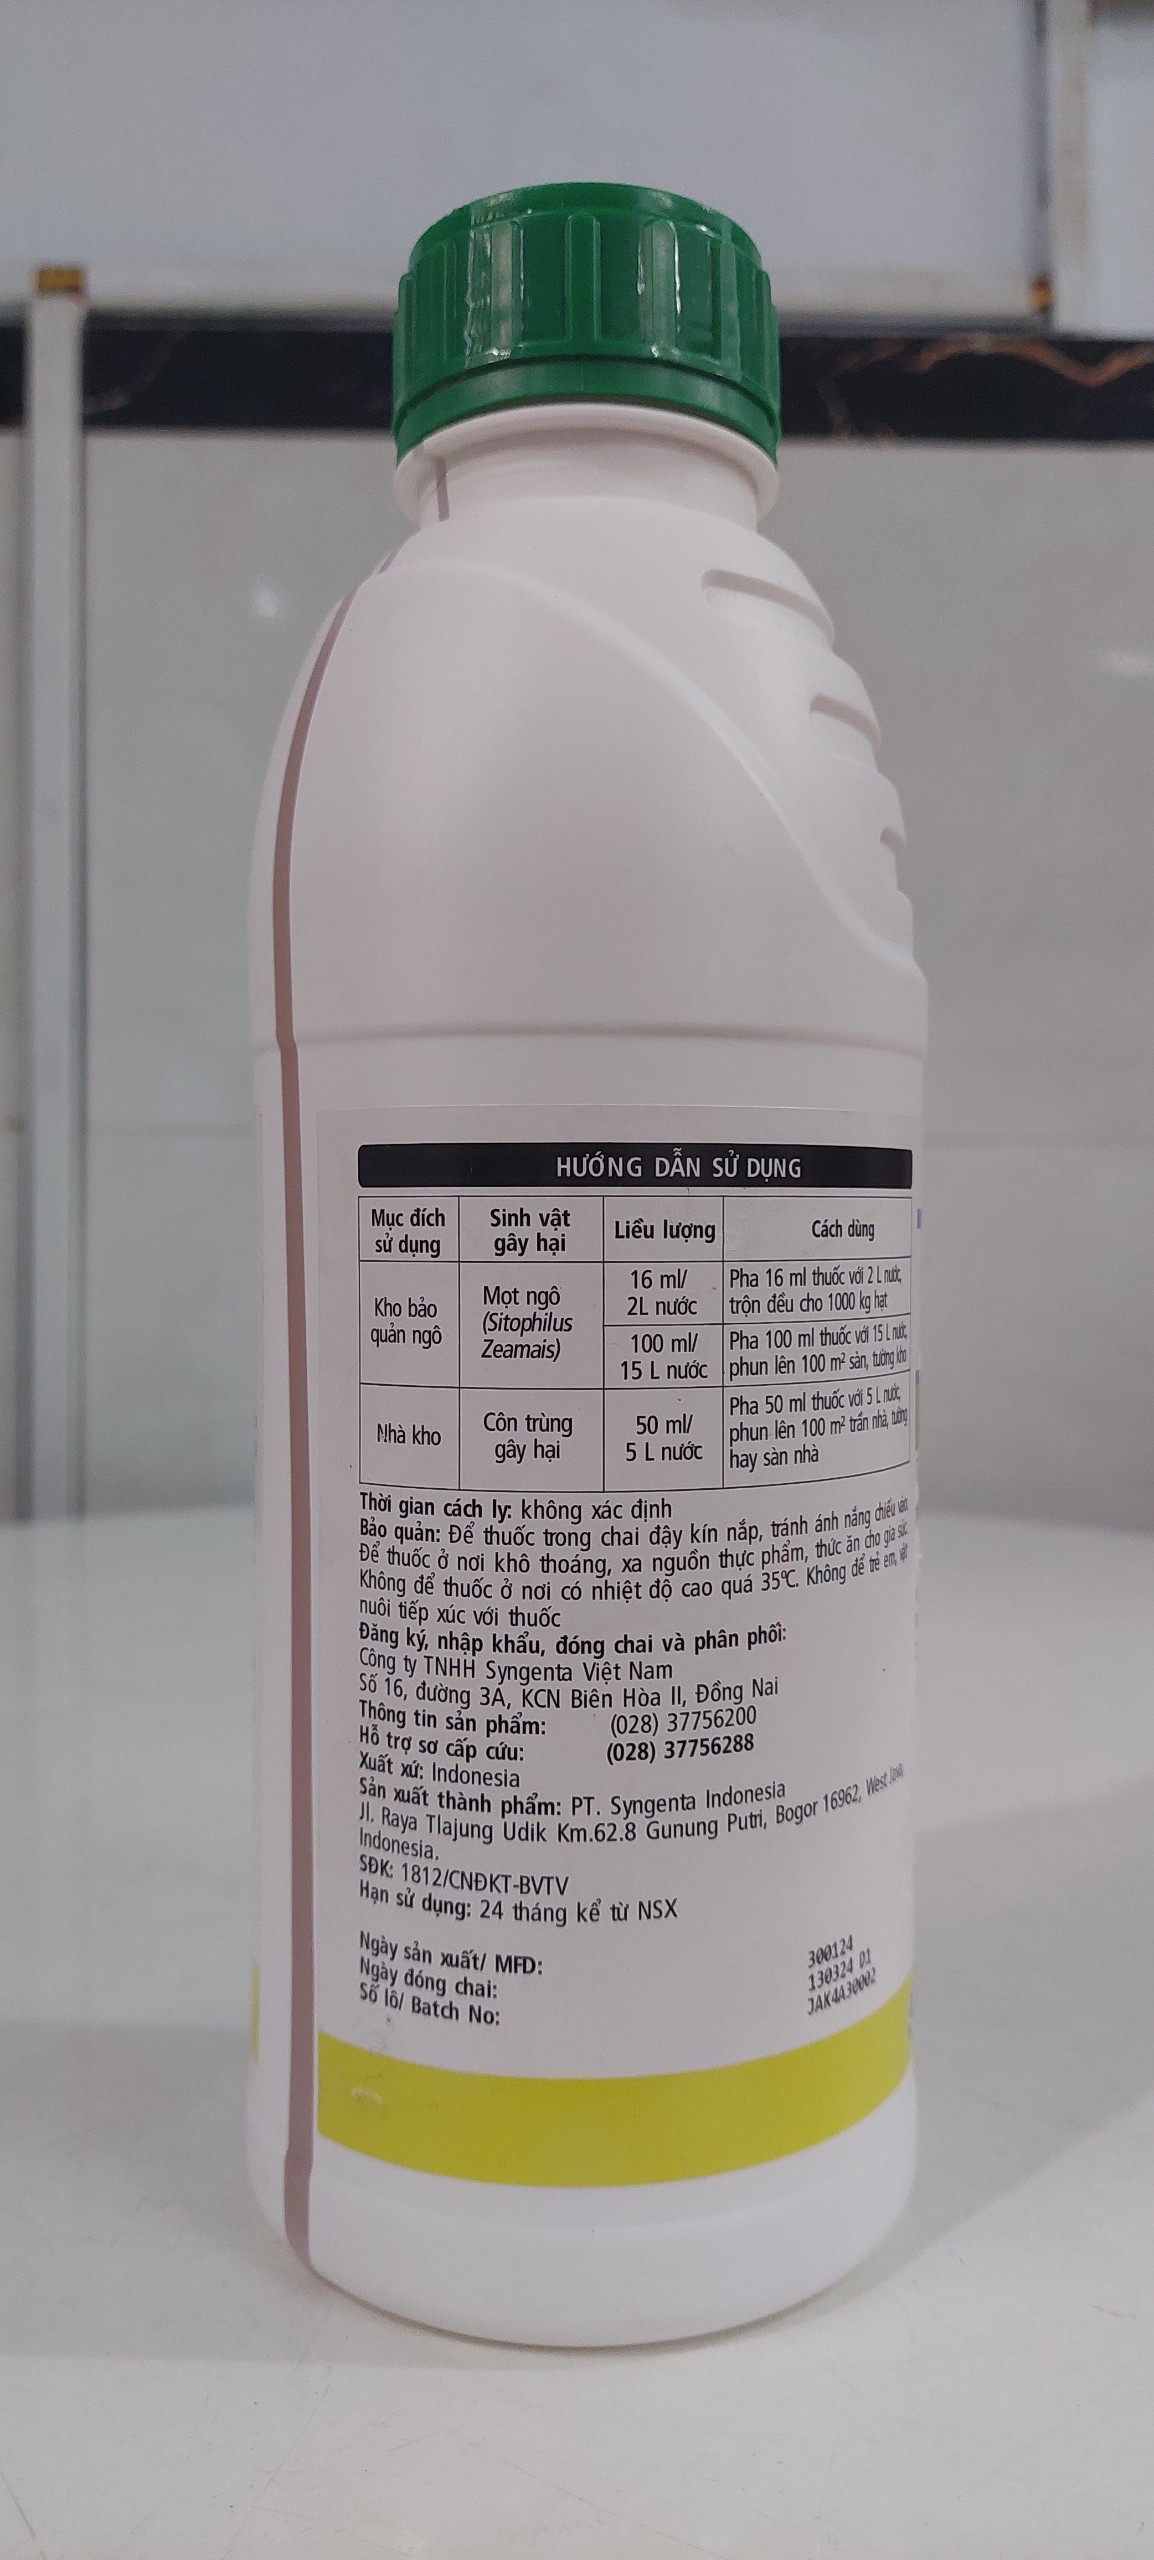 HƯỚNG DẪN SỬ DỤNG
Mục đích
sử dụng
Sinh vật
gây hại
Liều lượng
Cách dùng
Kho bảo
quản ngô
Mọt ngô
(Sitophilus
Zeamais)
16 ml/
2L nước
Pha 16 ml thuốc với 2 L nước,
trộn đều cho 1000 kg hạt
100 ml/
15 L nước
Pha 100 ml thuốc với 15 L nước,
phun lên 100 m² sàn, tường kho
Nhà kho
Côn trùng
gây hại
50 ml/
5 L nước
Pha 50 ml thuốc với 5 L nước,
phun lên 100 m² trần nhà, tường
hay sàn nhà
Thời gian cách ly: không xác định
Bảo quản: Để thuốc trong chai đậy kín nắp, tránh ánh nắng chiếu vào.
Để thuốc ở nơi khô thoáng, xa nguồn thực phẩm, thức ăn cho gia súc.
Không để thuốc ở nơi có nhiệt độ cao quá 35°C. Không để trẻ em, vật
nuôi tiếp xúc với thuốc
Đăng ký, nhập khẩu, đóng chai và phân phối:
Công ty TNHH Syngenta Việt Nam
Số 16, đường 3A, KCN Biên Hòa II, Đồng Nai
Thông tin sản phẩm: (028) 37756200
Hỗ trợ sơ cấp cứu: (028) 37756288
Xuất xứ: Indonesia
Sản xuất thành phẩm: PT. Syngenta Indonesia
Jl. Raya Tlajung Udik Km.62.8 Gunung Putri, Bogor 16962, West Java,
Indonesia.
SĐK: 1812/CNĐKT-BVTV
Hạn sử dụng: 24 tháng kể từ NSX
Ngày sản xuất/ MFD: 300124
Ngày đóng chai: 130324 D1
Số lô/ Batch No: JAK4A30002